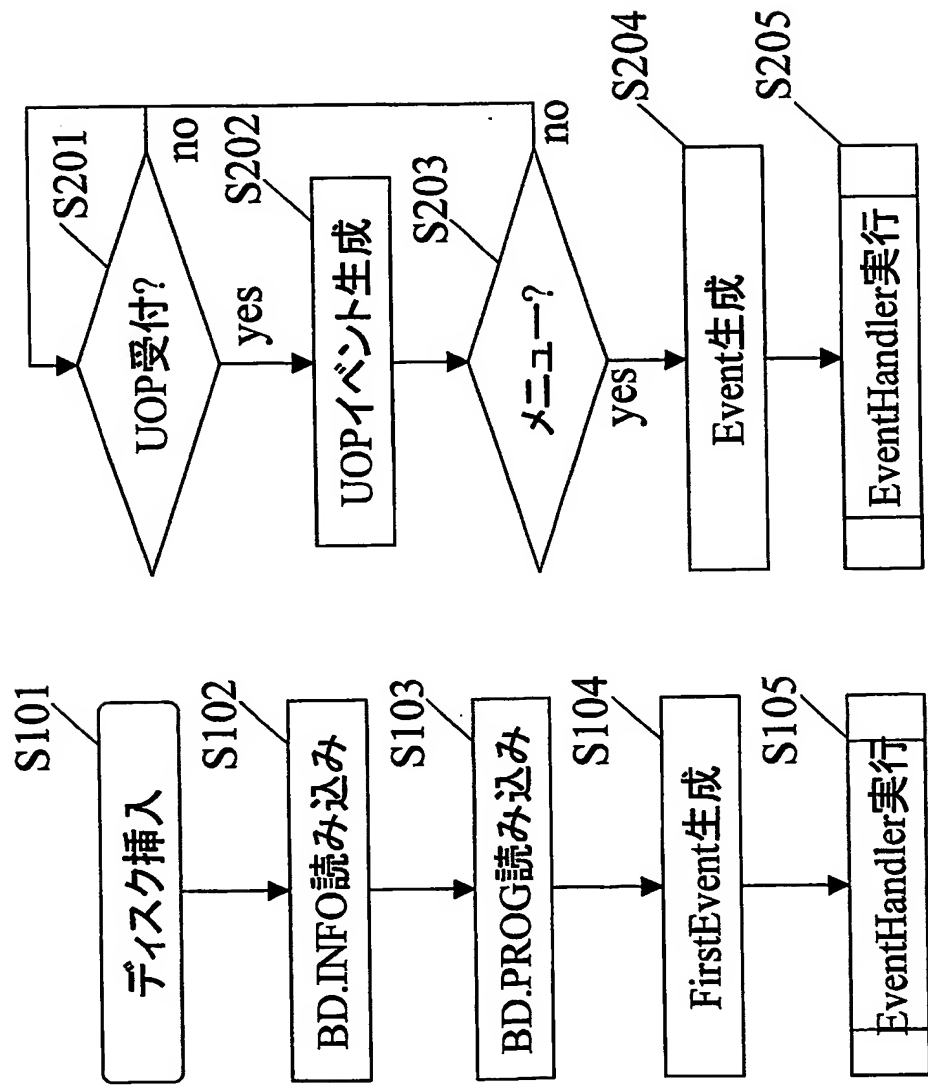 S101
ディスク挿入
S102
BD.INFO読み込み
S103
BD.PROG読み込み
S104
FirstEvent生成
S105
EventHandler実行
S201
UOP受付?
no
yes
S202
UOPイベント生成
S203
メニュー?
no
yes
S204
Event生成
S205
EventHandler実行